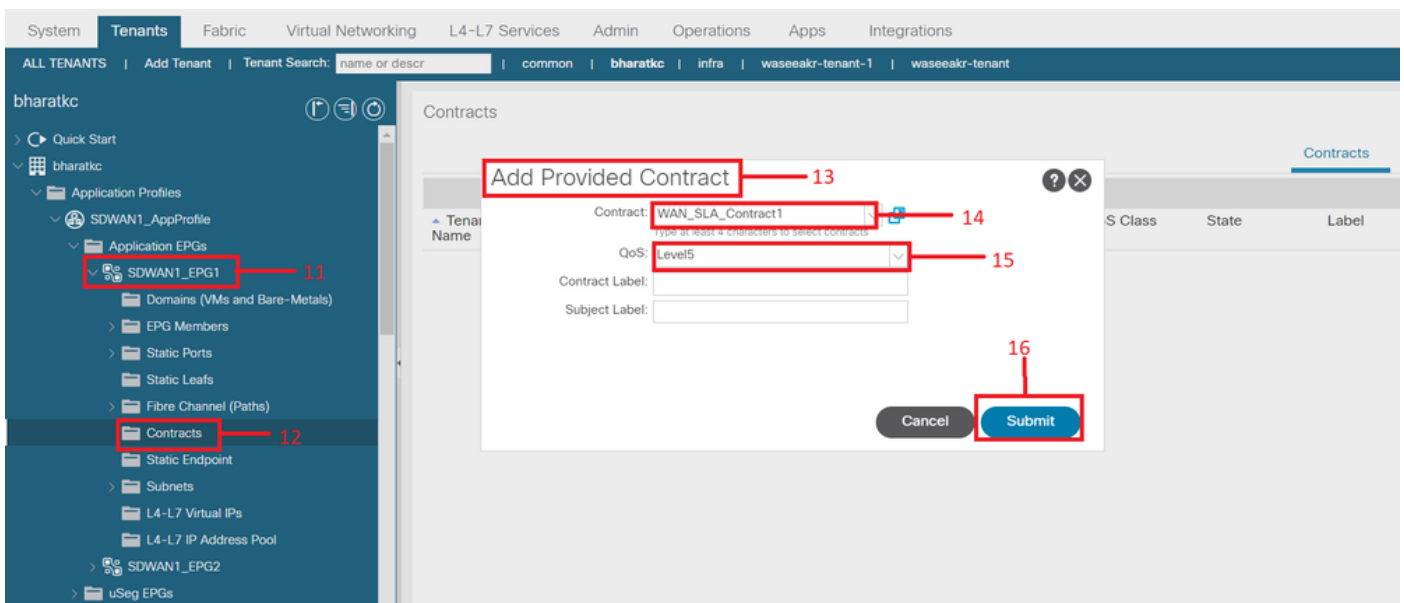 System Tenants Fabric Virtual Networking L4-L7 Services Admin Operations Apps Integrations
ALL TENANTS | Add Tenant | Tenant Search: name or descr | common | bharatkc | infra | waseeakr-tenant-1 | waseeakr-tenant
bharatkc
Quick Start
bharatkc
Application Profiles
SDWAN1_AppProfile
Application EPGs
SDWAN1_EPG1 11
Domains (VMs and Bare-Metals)
EPG Members
Static Ports
Static Leafs
Fibre Channel (Paths)
Contracts 12
Static Endpoint
Subnets
L4-L7 Virtual IPs
L4-L7 IP Address Pool
SDWAN1_EPG2
uSeg EPGs
Contracts
Contracts
Tena
Name
S Class State Label
Add Provided Contract 13
?
Contract: WAN_SLA_Contract1 14
Type at least 4 characters to select contracts
QoS: Level5 15
Contract Label:
Subject Label:
16
Cancel Submit